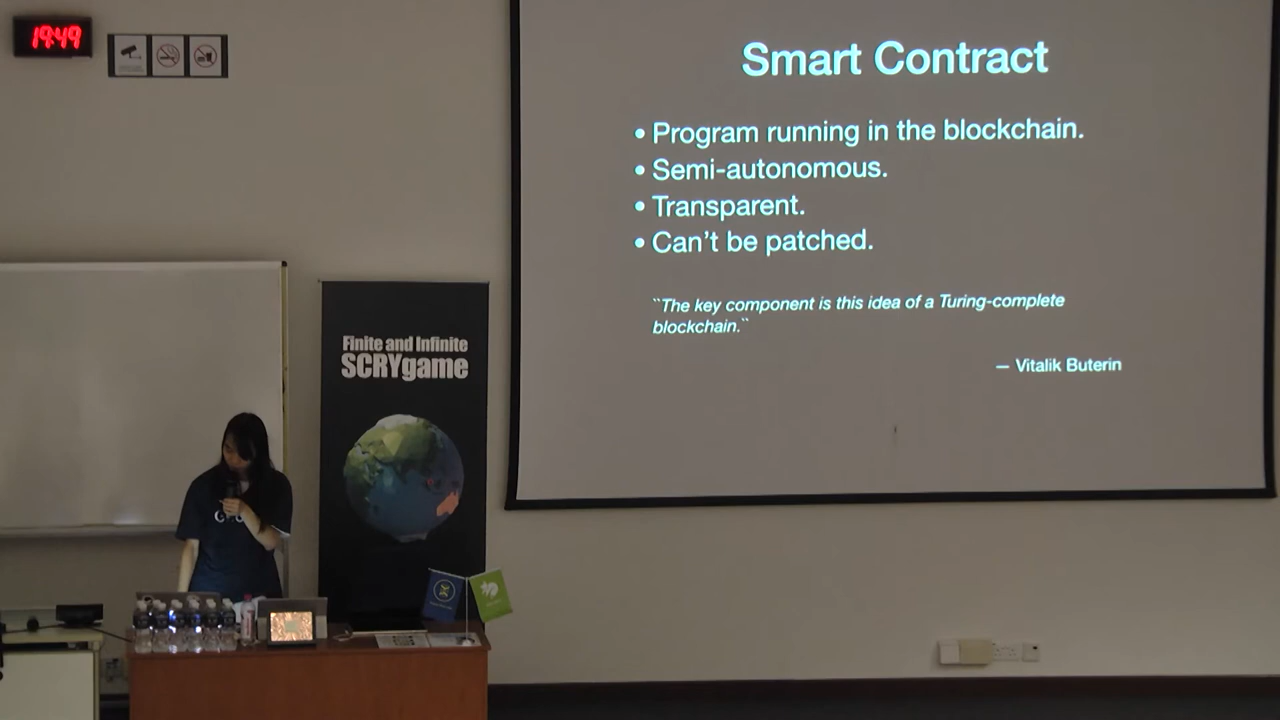 19:49
Smart Contract
• Program running in the blockchain.
• Semi-autonomous.
• Transparent.
• Can't be patched.
``The key component is this idea of a Turing-complete
blockchain.``
— Vitalik Buterin
Finite and Infinite
SCRYgame